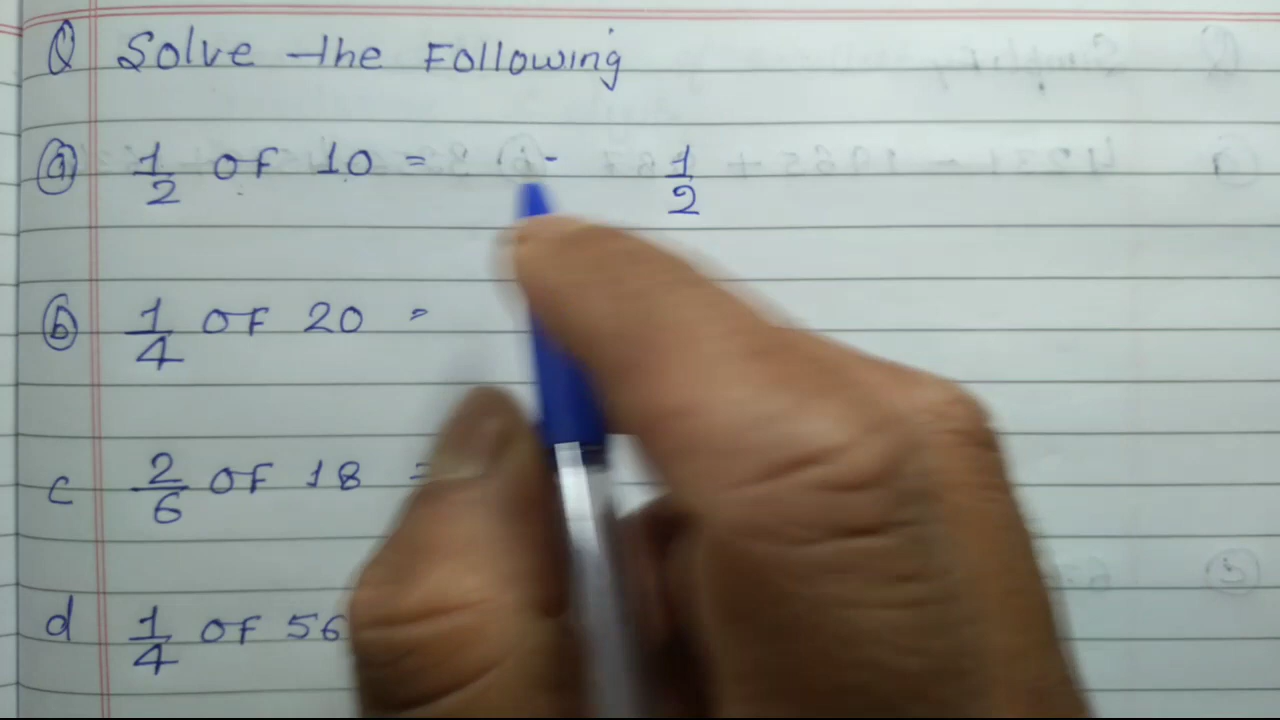 Q Solve the Following
a 1/2 of 10 = 1/2
b 1/4 of 20 =
c 2/6 of 18 =
d 1/4 of 56